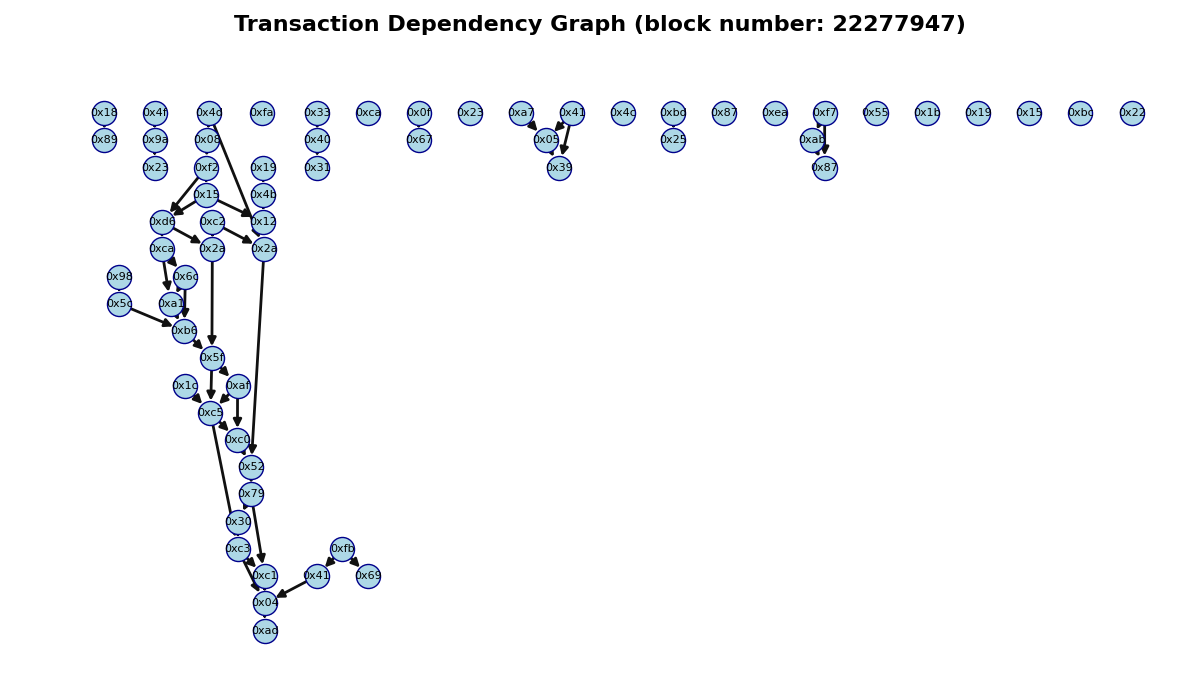 Transaction Dependency Graph (block number: 22277947)
0x18 0x4f 0x4d 0xfa 0x33 0xca 0x0f 0x23 0xa7 0x41 0x4c 0xbd 0x87 0xea 0xf7 0x55 0x1b 0x19 0x15 0xbc 0x22
0x89 0x9a 0x08 0x40 0x67 0x05 0x25 0xab
0x23 0xf2 0x19 0x31 0x39 0x87
0x15 0x4b
0xd6 0xc2 0x12
0xca 0x2a 0x2a
0x98 0x6c
0x5c 0xa1
0xb6
0x5f
0x1c 0xaf
0xc5
0xc0
0x52
0x79
0x30
0xc3 0xfb
0xc1 0x41 0x69
0x04
0xad